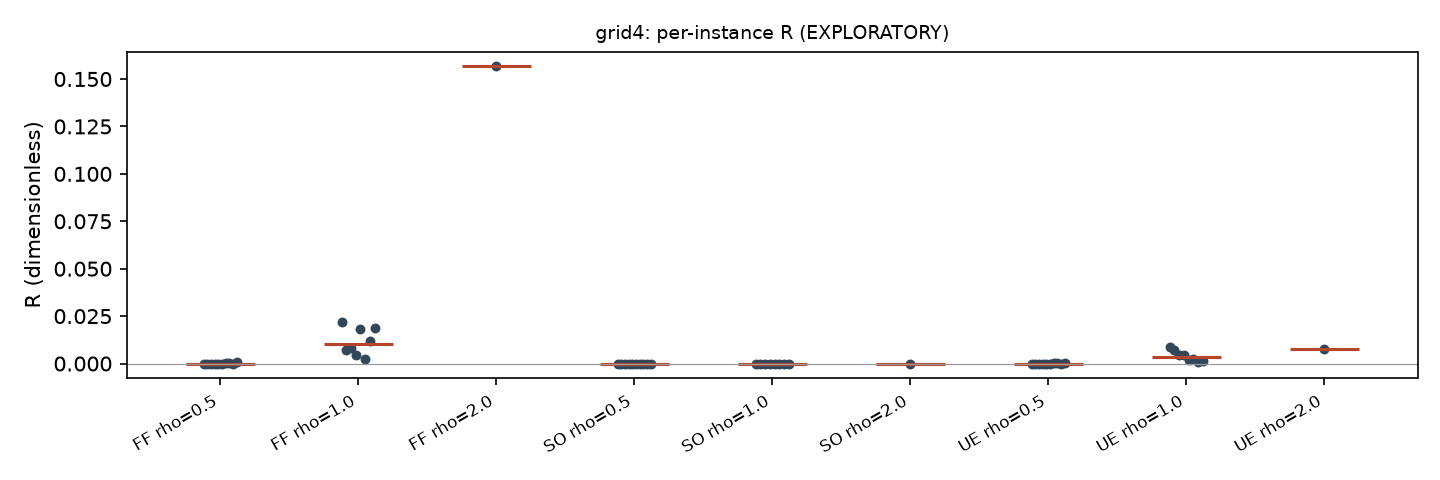 grid4: per-instance R (EXPLORATORY)
R (dimensionless)
0.150
0.125
0.100
0.075
0.050
0.025
0.000
FF rho=0.5
FF rho=1.0
FF rho=2.0
SO rho=0.5
SO rho=1.0
SO rho=2.0
UE rho=0.5
UE rho=1.0
UE rho=2.0